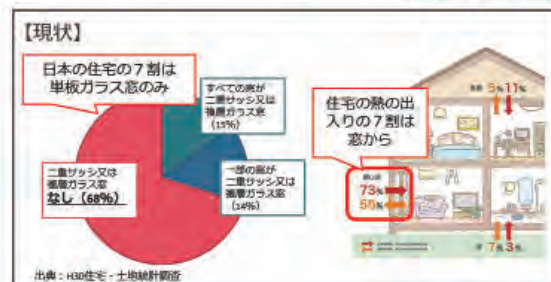 【現状】
日本の住宅の7割は
単板ガラス窓のみ
すべての窓が
二重サッシ又は
複層ガラス窓
(15%)
二重サッシ又は
複層ガラス窓
なし（68%）
一部の窓が
二重サッシ又は
複層ガラス窓
(14%)
出典：H30住宅・土地統計調査
住宅の熱の出
入りの7割は
窓から
5% 11%
開口部
73%
7% 3%